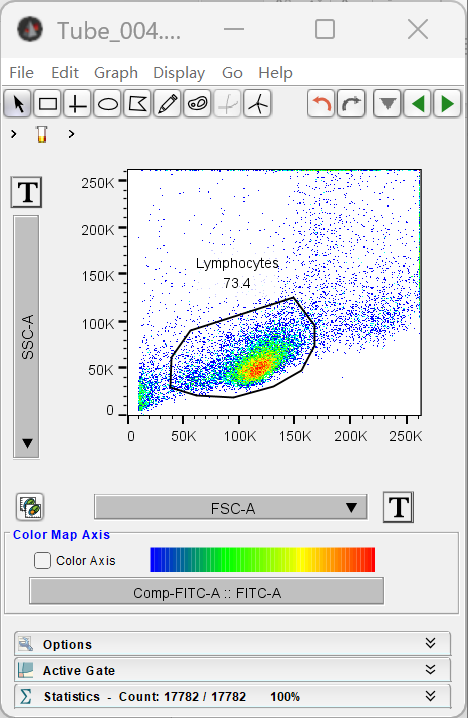 Tube_004....
File Edit Graph Display Go Help
T
T
250K
200K
150K
100K
50K
0
SSC-A
Lymphocytes
73.4
0 50K 100K 150K 200K 250K
FSC-A
T
Color Map Axis
Color Axis
Comp-FITC-A :: FITC-A
Options
Active Gate
Σ Statistics - Count: 17782 / 17782 100%